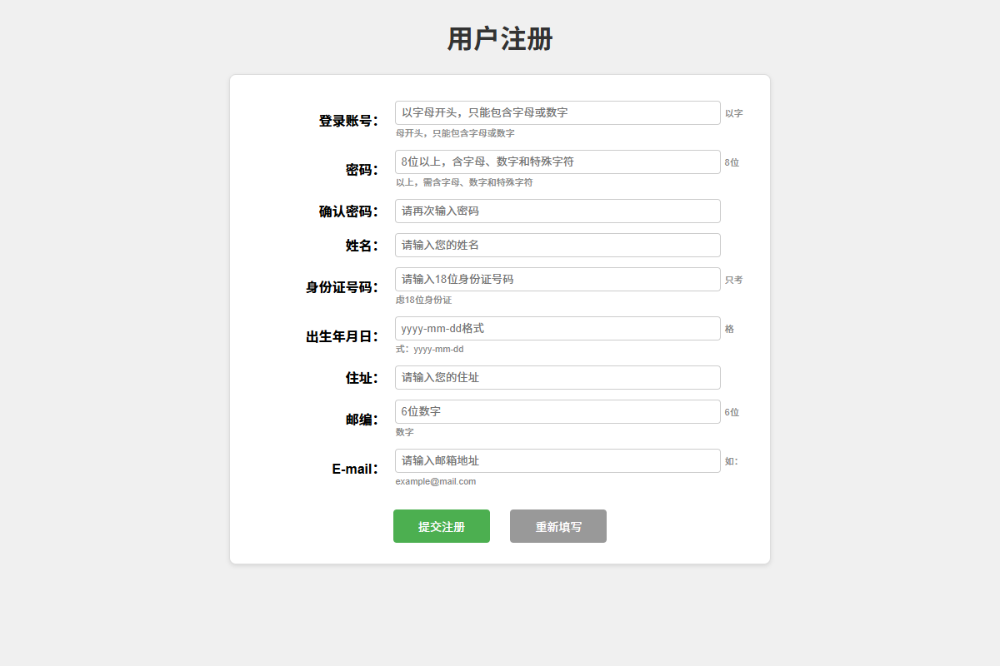 用户注册
登录账号：
以字母开头，只能包含字母或数字
以字
母开头，只能包含字母或数字
密码：
8位以上，含字母、数字和特殊字符
8位
以上，需含字母、数字和特殊字符
确认密码：
请再次输入密码
姓名：
请输入您的姓名
身份证号码：
请输入18位身份证号码
只考
虑18位身份证
出生年月日：
yyyy-mm-dd格式
格
式：yyyy-mm-dd
住址：
请输入您的住址
邮编：
6位数字
6位
数字
E-mail：
请输入邮箱地址
如：
example@mail.com
提交注册
重新填写